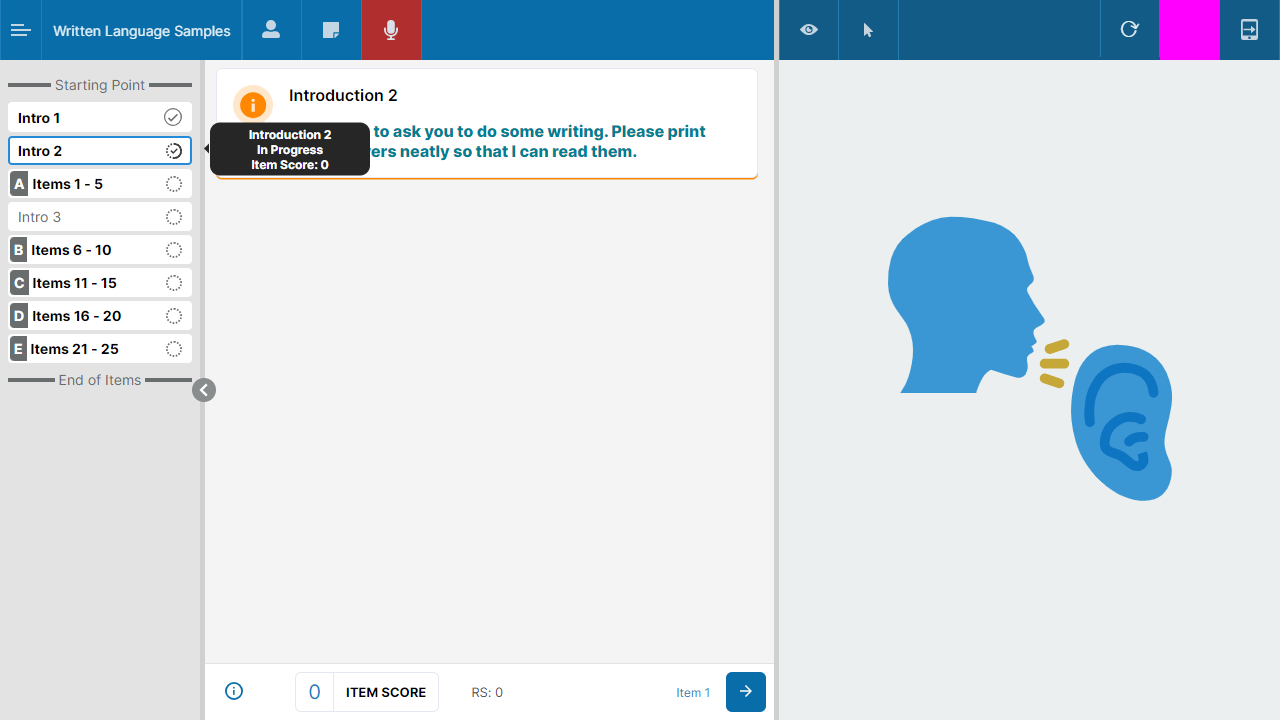 Written Language Samples
Starting Point
Intro 1
Intro 2
A Items 1 - 5
Intro 3
B Items 6 - 10
C Items 11 - 15
D Items 16 - 20
E Items 21 - 25
End of Items
Introduction 2
to ask you to do some writing. Please print
neatly so that I can read them.
Introduction 2
In Progress
Item Score: 0
0 ITEM SCORE
RS: 0
Item 1